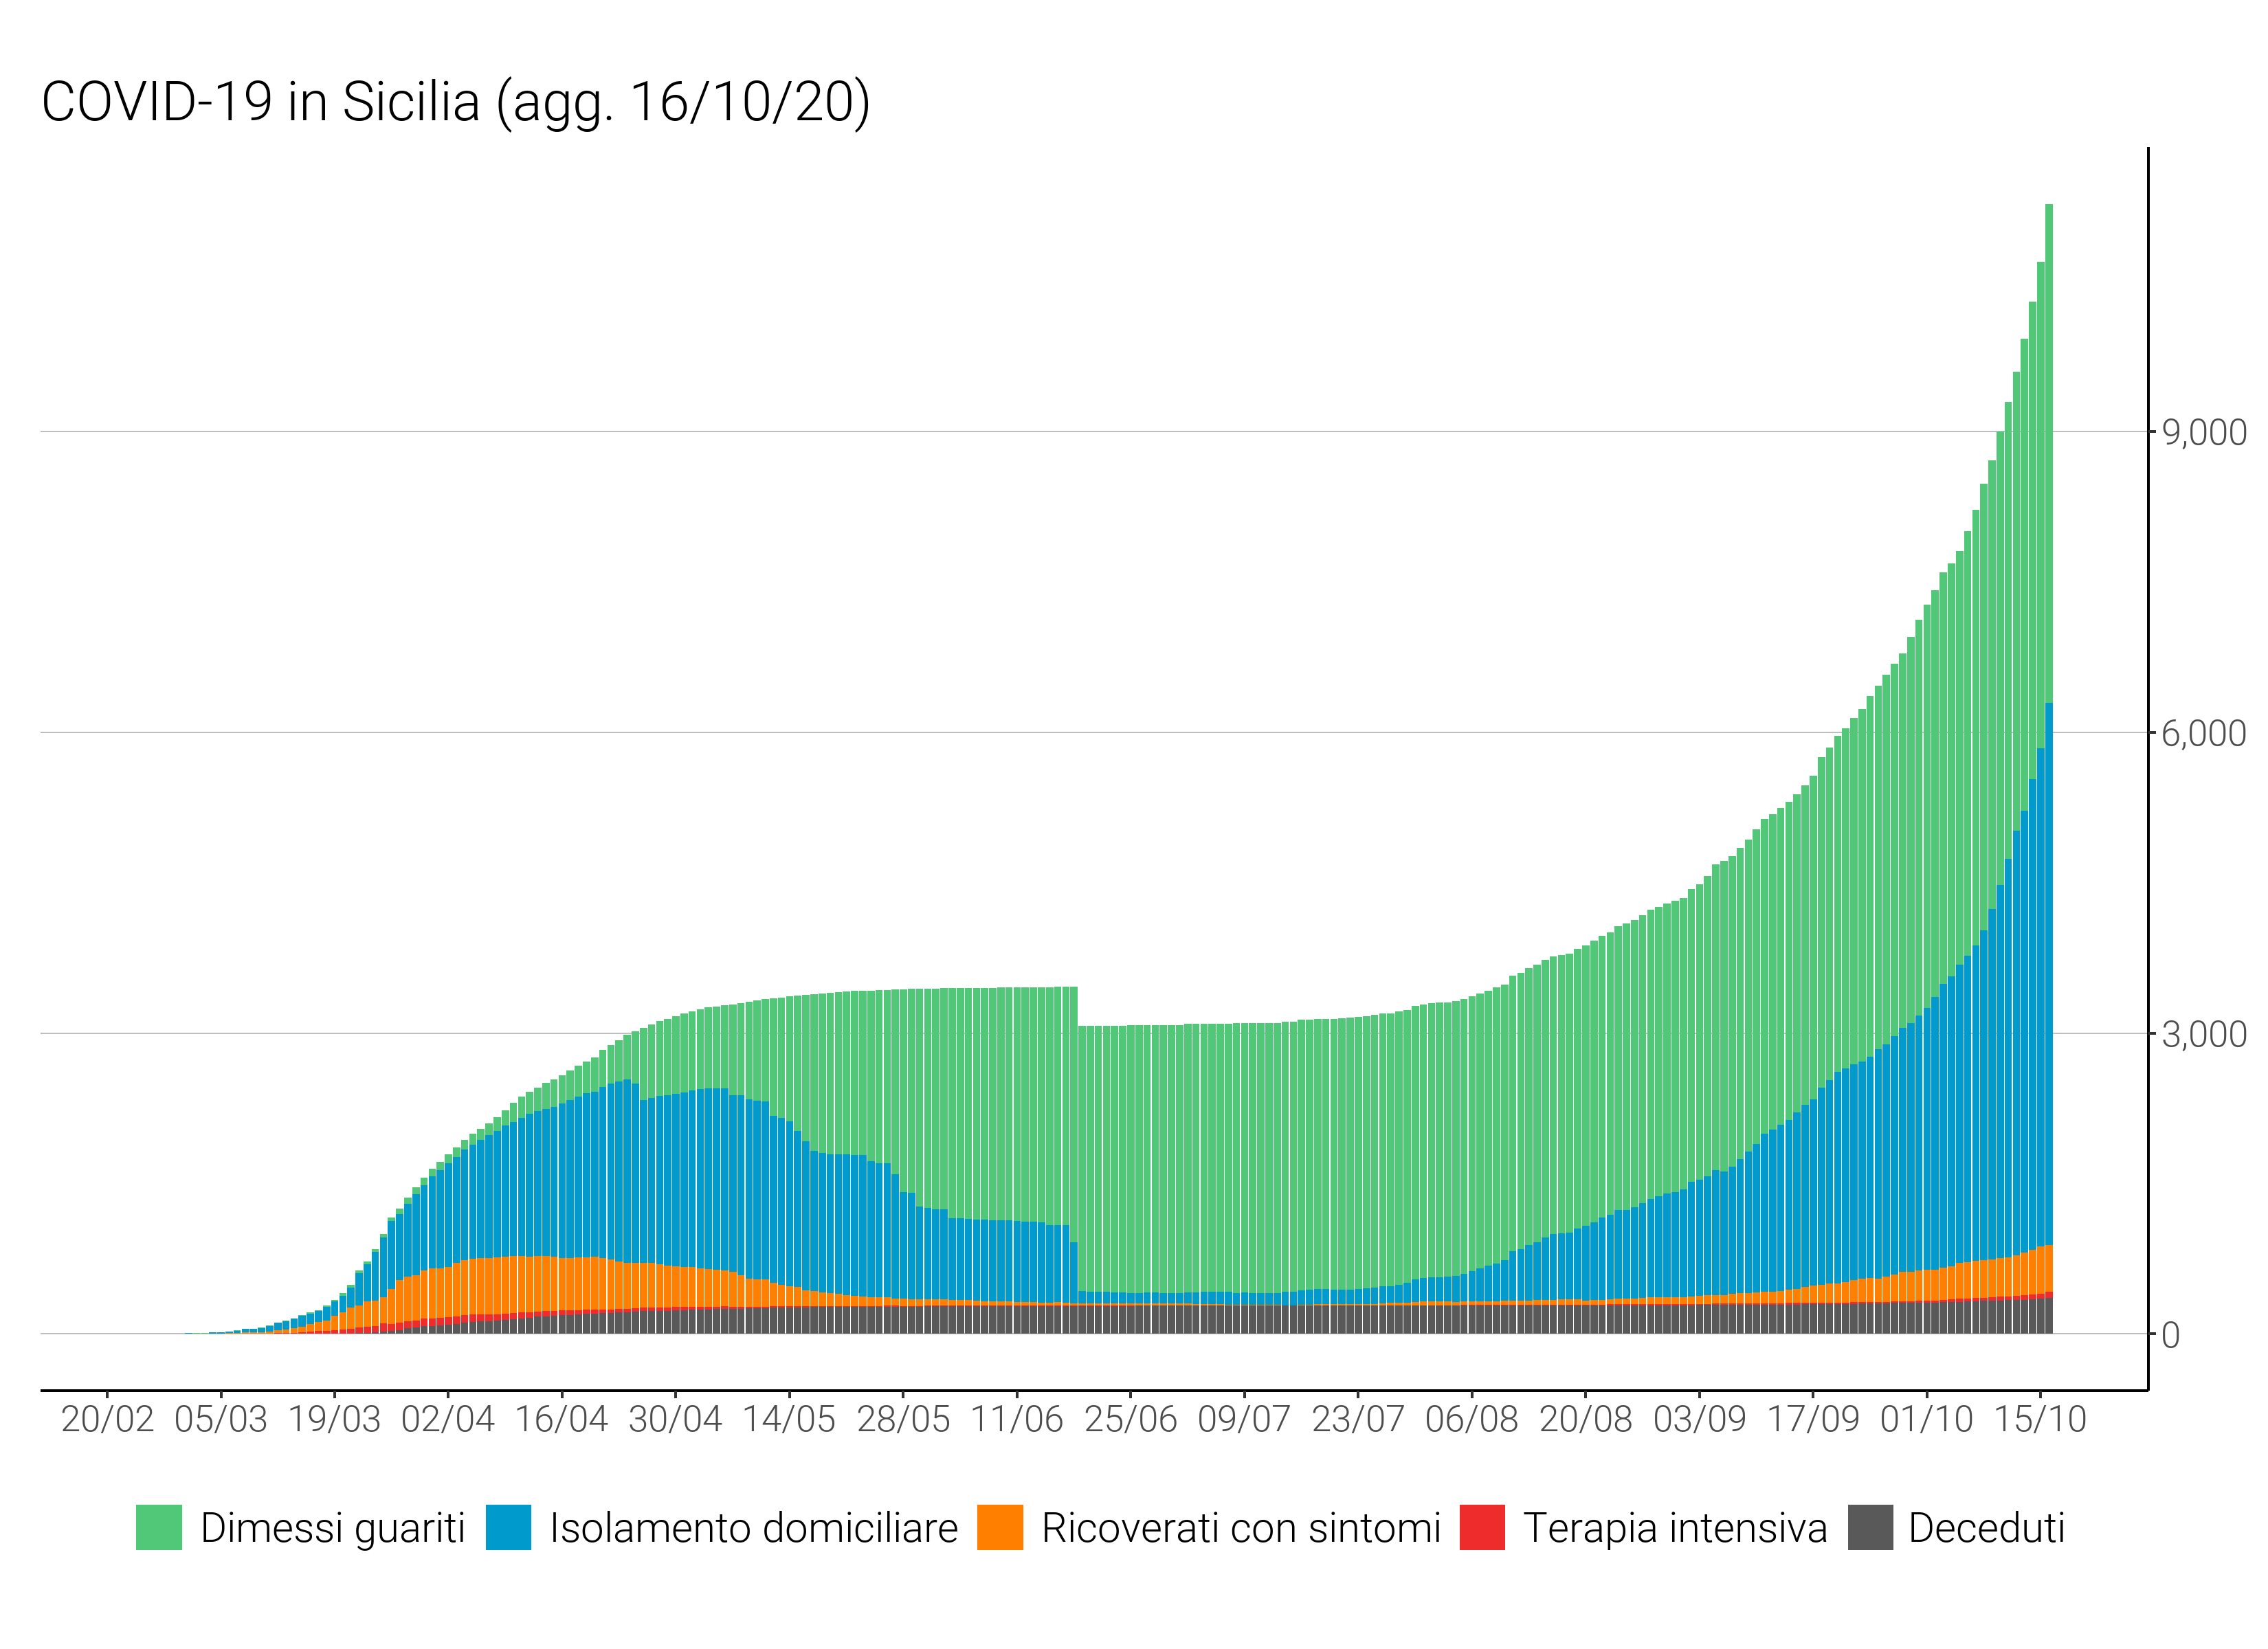 COVID-19 in Sicilia (agg. 16/10/20)
9,000
6,000
3,000
0
20/02 05/03 19/03 02/04 16/04 30/04 14/05 28/05 11/06 25/06 09/07 23/07 06/08 20/08 03/09 17/09 01/10 15/10
Dimessi guariti Isolamento domiciliare Ricoverati con sintomi Terapia intensiva Deceduti